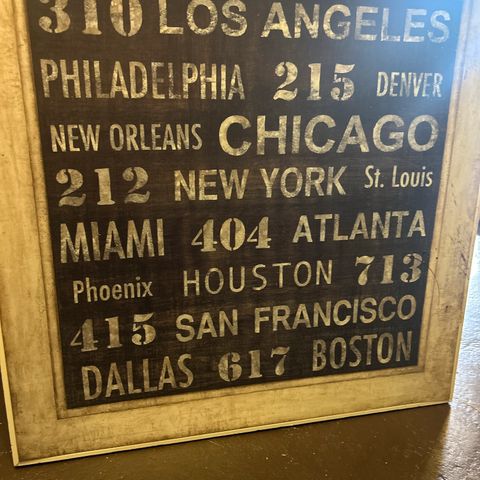 310 LOS ANGELES
PHILADELPHIA 215 DENVER
NEW ORLEANS CHICAGO
212 NEW YORK St. Louis
MIAMI 404 ATLANTA
Phoenix HOUSTON 713
415 SAN FRANCISCO
DALLAS 617 BOSTON